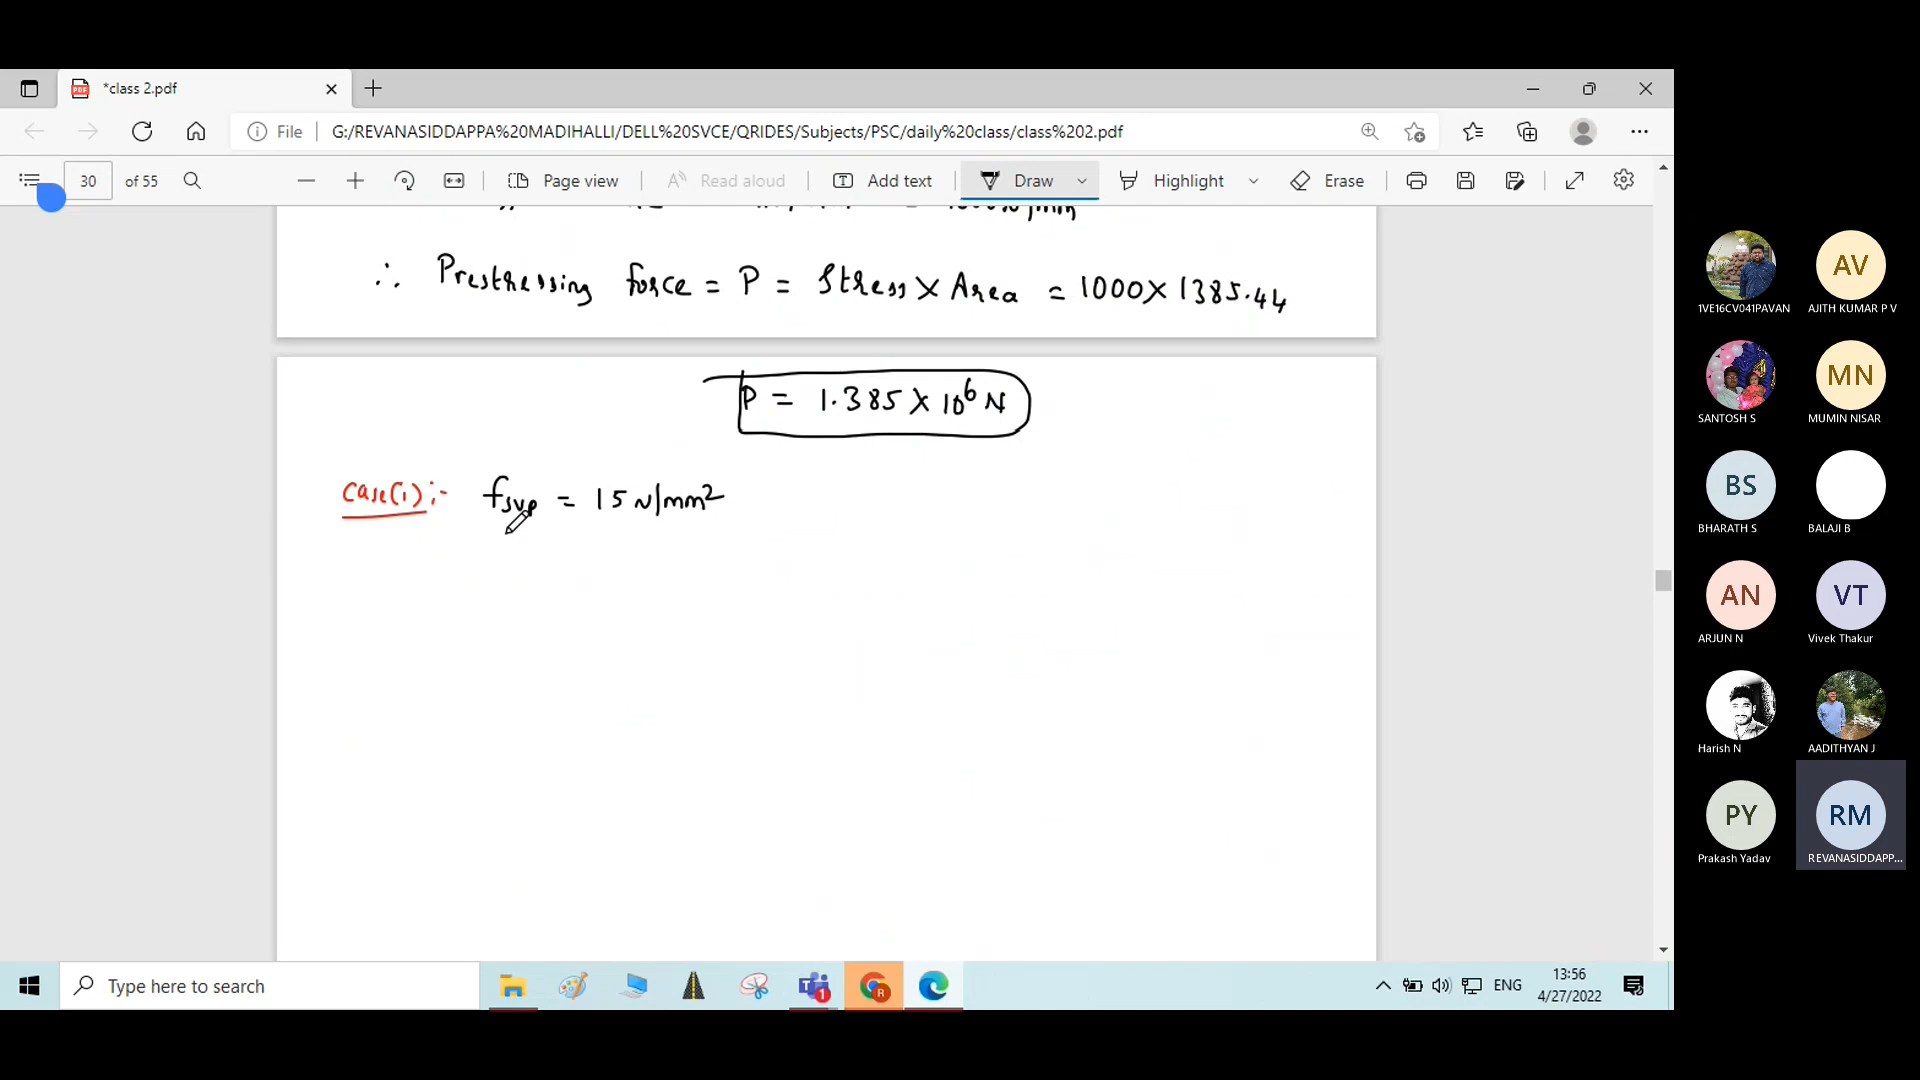 *class 2.pdf
File G:/REVANASIDDAPPA%20MADIHALLI/DELL%20SVCE/QRIDES/Subjects/PSC/daily%20class/class%202.pdf
30 of 55 Page view Read aloud Add text Draw Highlight Erase
∴ Prestressing force = P = Stress × Area = 1000 × 1385.44
P = 1.385 × 10⁶ N
Case(i):- fsup = 15 N/mm²
1VE16CV041PAVAN
AV
AJITH KUMAR P V
SANTOSH S
MN
MUMIN NISAR
BS
BHARATH S
BALAJI B
AN
ARJUN N
VT
Vivek Thakur
Harish N
AADITHYAN J
PY
Prakash Yadav
RM
REVANASIDDAPP...
Type here to search
1
R
ENG
13:56
4/27/2022